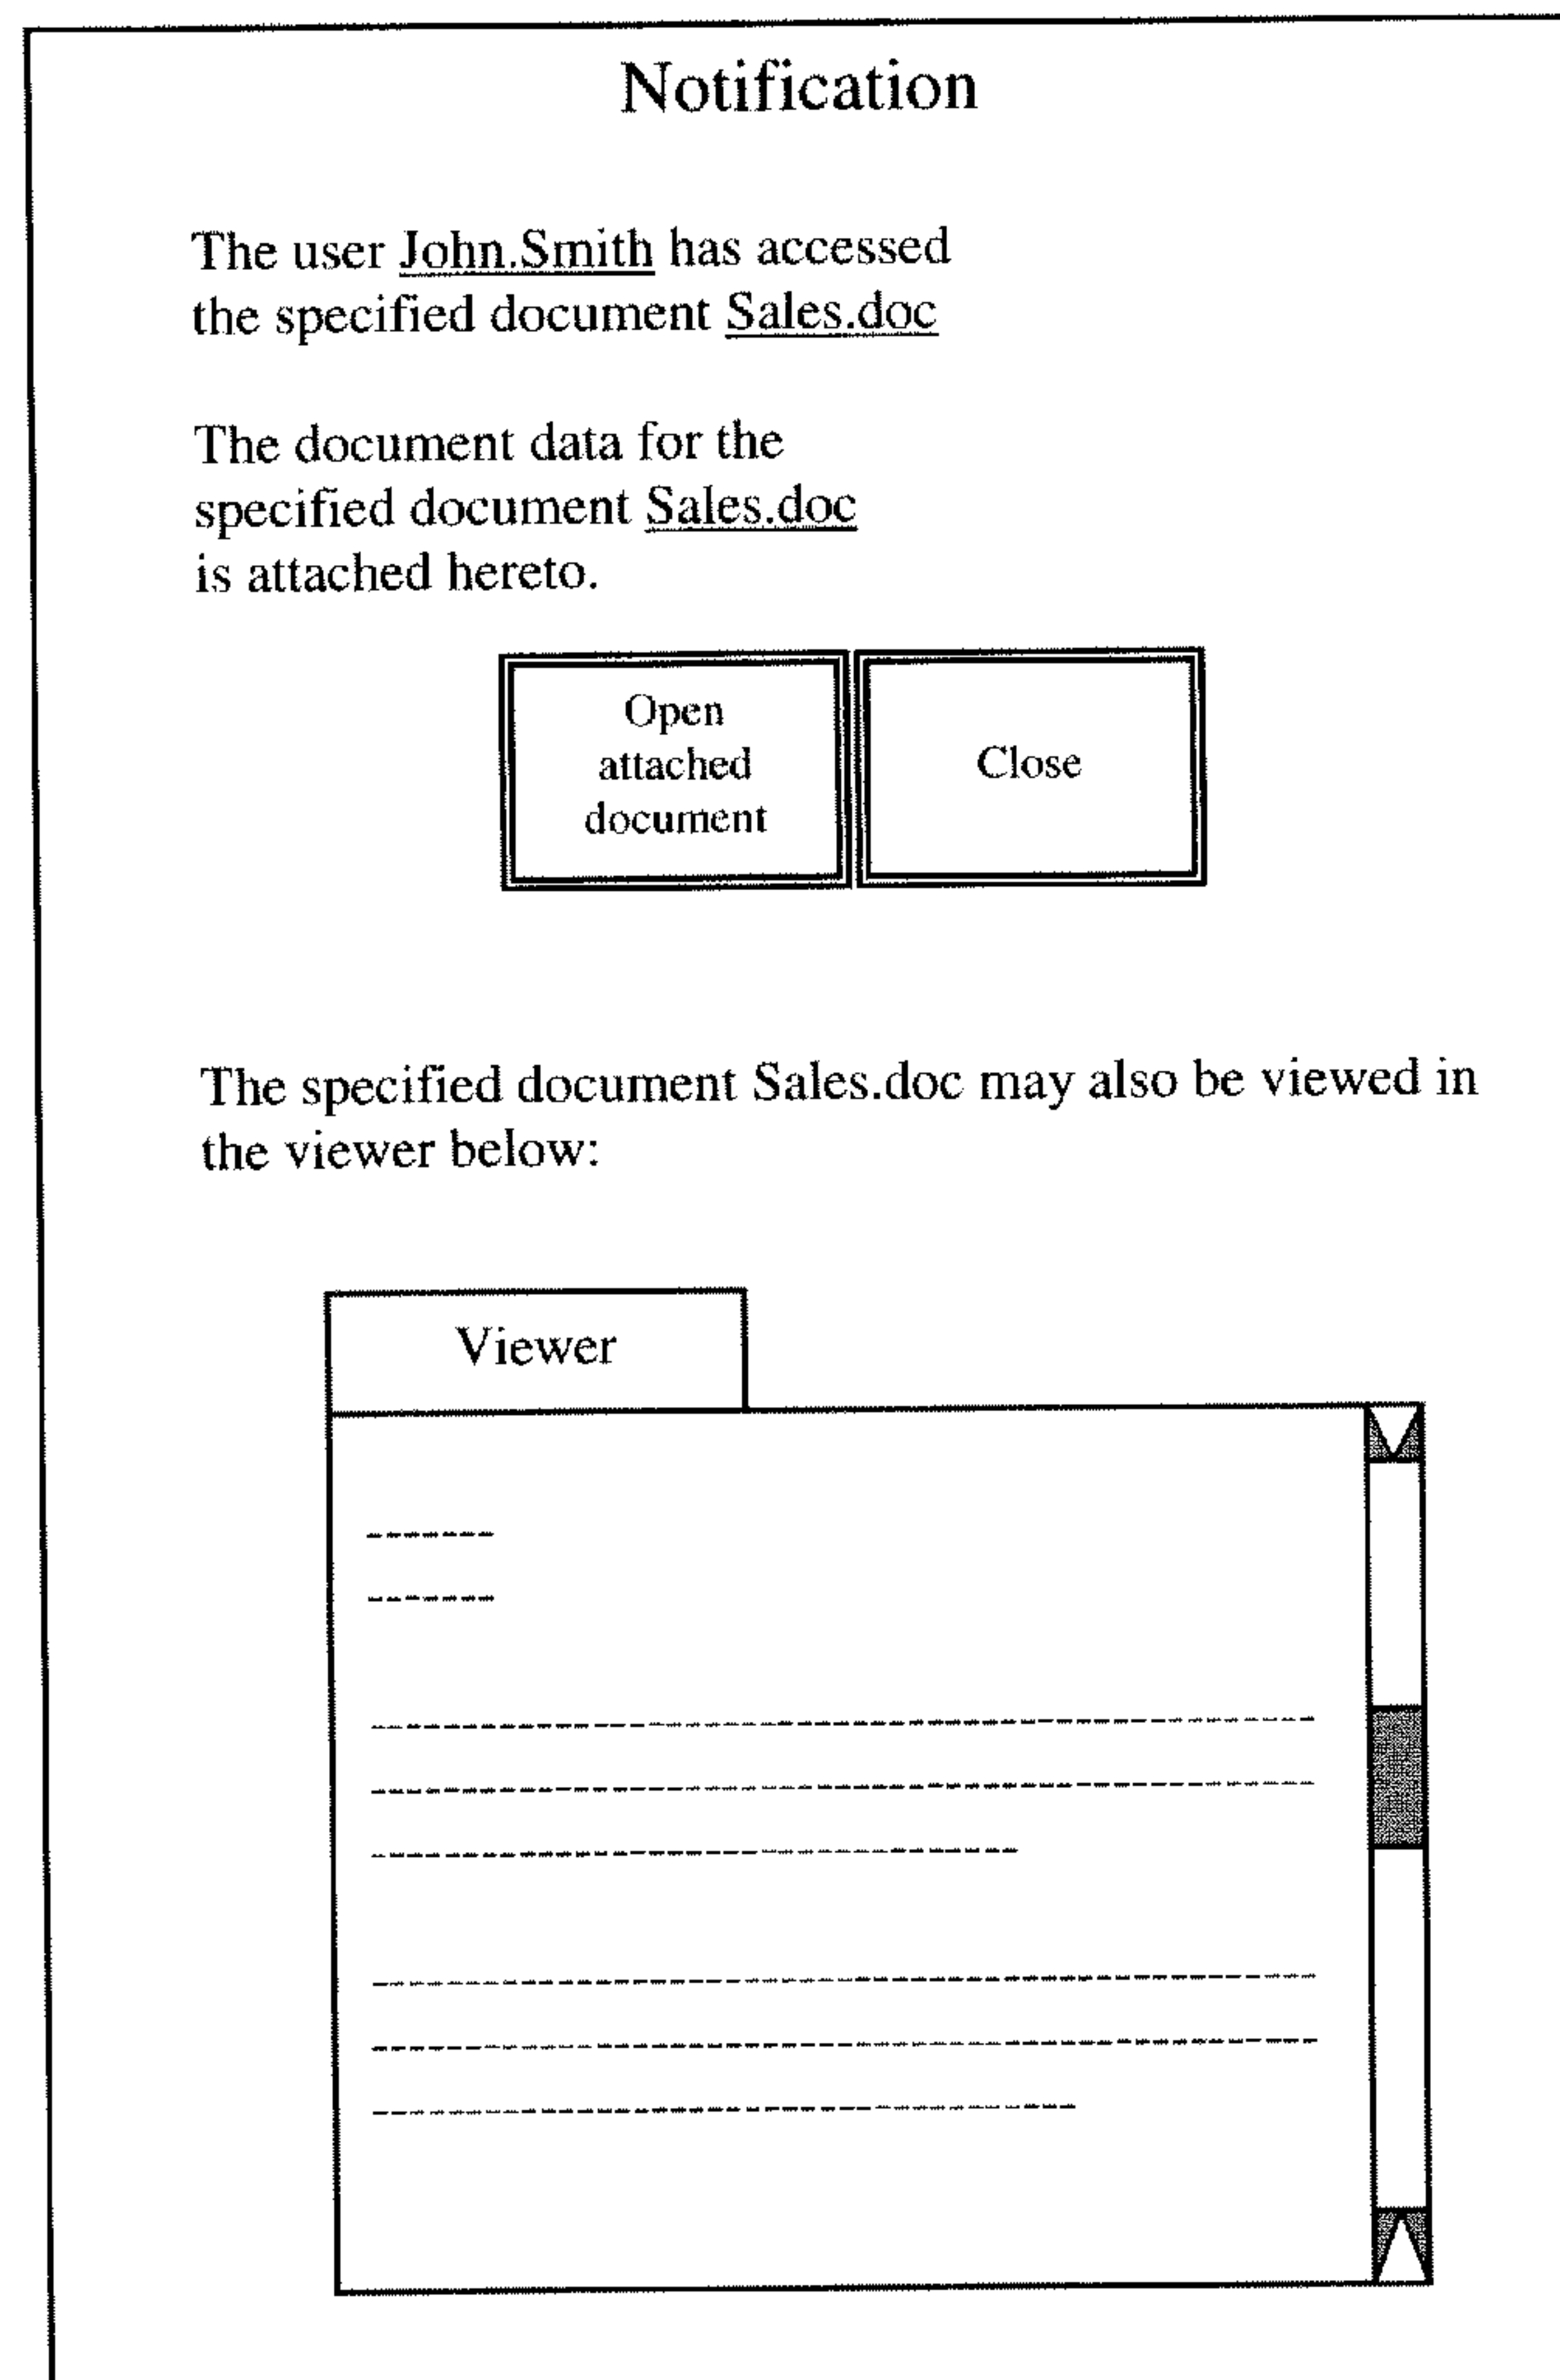 Notification
The user John.Smith has accessed
the specified document Sales.doc
The document data for the
specified document Sales.doc
is attached hereto.
Open
attached
document
Close
The specified document Sales.doc may also be viewed in
the viewer below:
Viewer